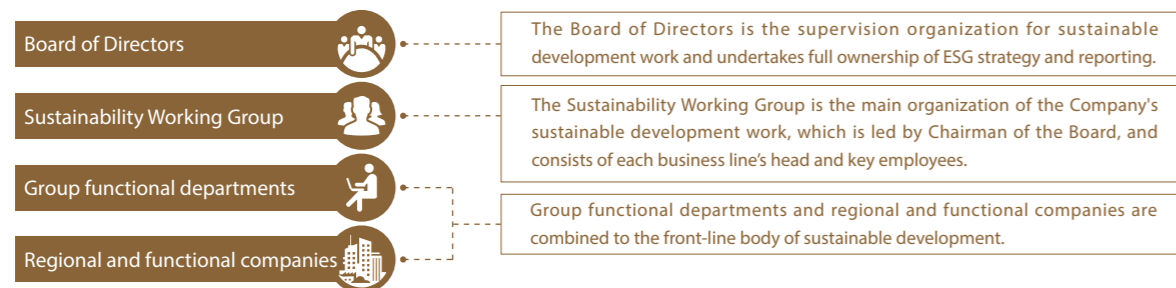 Board of Directors
The Board of Directors is the supervision organization for sustainable
development work and undertakes full ownership of ESG strategy and reporting.
Sustainability Working Group
The Sustainability Working Group is the main organization of the Company's
sustainable development work, which is led by Chairman of the Board, and
consists of each business line's head and key employees.
Group functional departments
Regional and functional companies
Group functional departments and regional and functional companies are
combined to the front-line body of sustainable development.